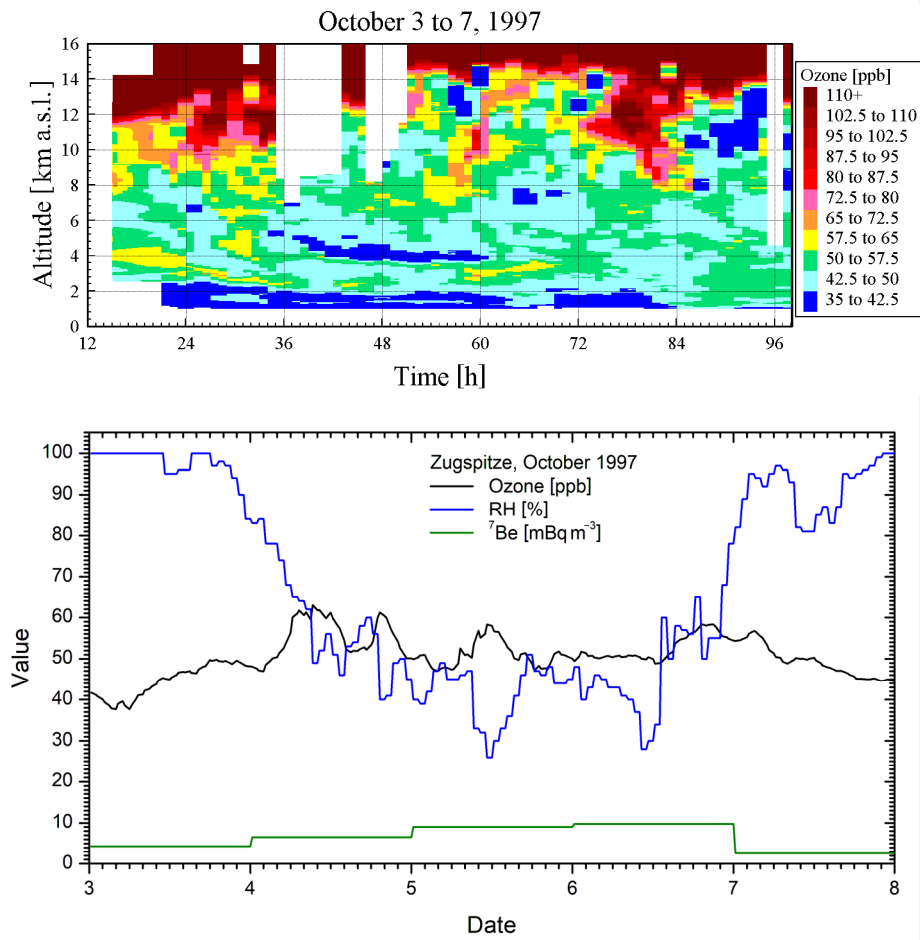 October 3 to 7, 1997
Altitude [km a.s.l.]
16
14
12
10
8
6
4
2
0
12 24 36 48 60 72 84 96
Time [h]
Ozone [ppb]
110+
102.5 to 110
95 to 102.5
87.5 to 95
80 to 87.5
72.5 to 80
65 to 72.5
57.5 to 65
50 to 57.5
42.5 to 50
35 to 42.5
Value
100
90
80
70
60
50
40
30
20
10
0
Zugspitze, October 1997
Ozone [ppb]
RH [%]
⁷Be [mBq m⁻³]
3 4 5 6 7 8
Date